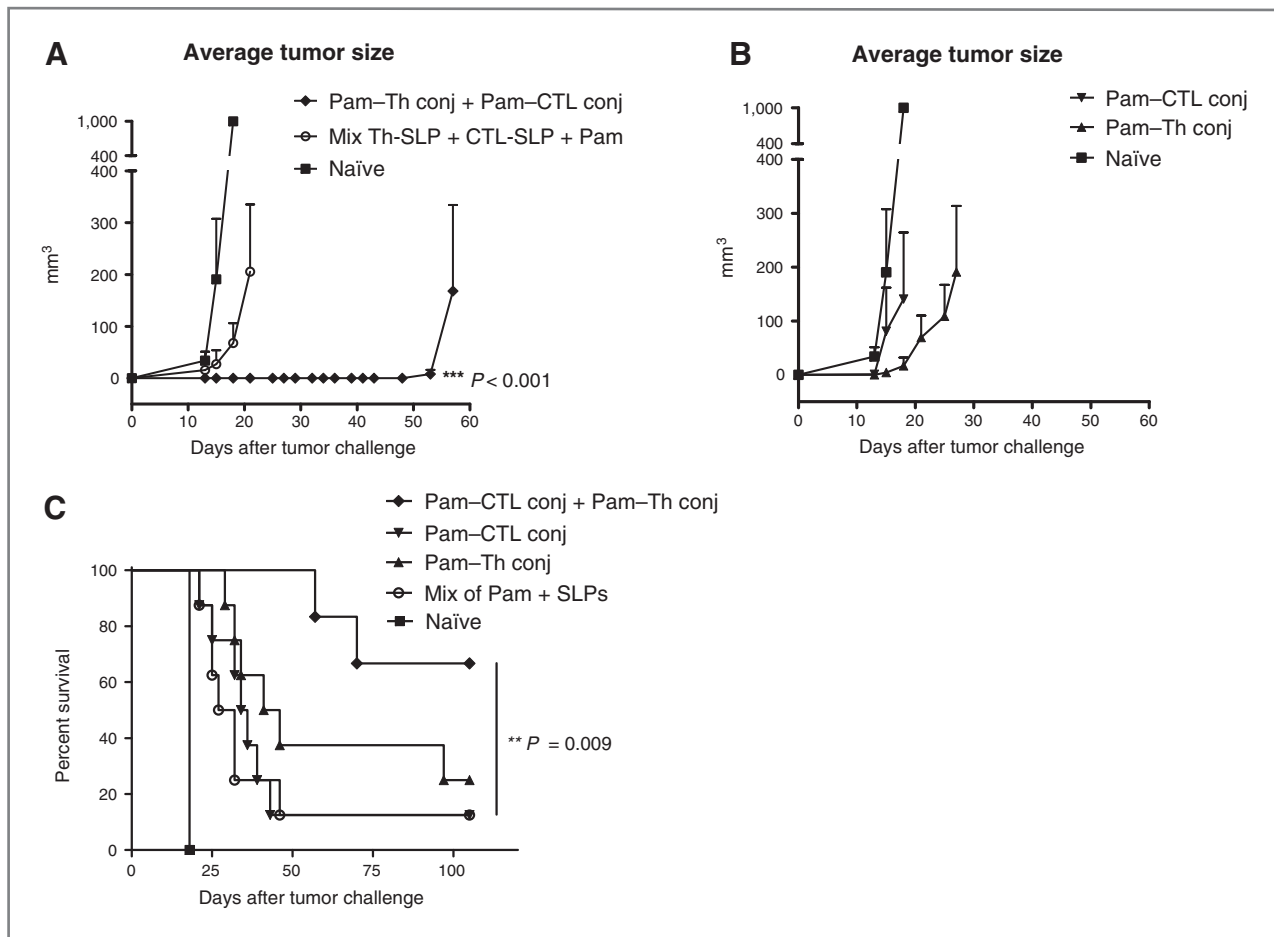 A
Average tumor size
Pam–Th conj + Pam–CTL conj
Mix Th-SLP + CTL-SLP + Pam
Naïve
1,000
400
400
300
200
100
0
mm3
*** P < 0.001
0 10 20 30 40 50 60
Days after tumor challenge
B
Average tumor size
Pam–CTL conj
Pam–Th conj
Naïve
1,000
400
400
300
200
100
0
mm3
0 10 20 30 40 50 60
Days after tumor challenge
C
Pam–CTL conj + Pam–Th conj
Pam–CTL conj
Pam–Th conj
Mix of Pam + SLPs
Naïve
100
80
60
40
20
0
Percent survival
** P = 0.009
0 25 50 75 100
Days after tumor challenge